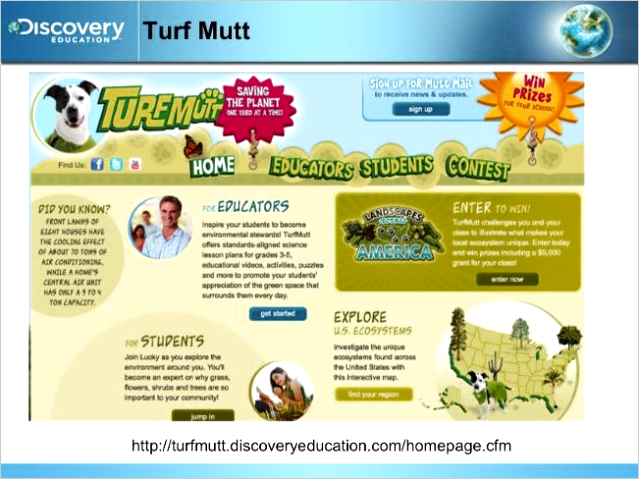 Discovery
EDUCATION
Turf Mutt
TURFMUTT
SAVING
THE PLANET
ONE YARD AT A TIME!
SIGN UP FOR MUTT MAIL
to receive news & updates.
sign up
WIN
PRIZES
FOR YOUR SCHOOL!
Find Us:
HOME
EDUCATORS
STUDENTS
CONTEST
DID YOU KNOW?
FRONT LAWNS OF
EIGHT HOUSES HAVE
THE COOLING EFFECT
OF ABOUT 70 TONS OF
AIR CONDITIONING,
WHILE A HOME'S
CENTRAL AIR UNIT
HAS ONLY A 3 TO 4
TON CAPACITY.
FOR EDUCATORS
Inspire your students to become
environmental stewards! TurfMutt
offers standards-aligned science
lesson plans for grades 3-5,
educational videos, activities, puzzles
and more to promote your students'
appreciation of the green space that
surrounds them every day.
get started
LANDSCAPES
ACROSS
AMERICA
ENTER TO WIN!
TurfMutt challenges you and your
class to illustrate what makes your
local ecosystem unique. Enter today
and win prizes including a $5,000
grant for your class!
enter now
FOR STUDENTS
Join Lucky as you explore the
environment around you. You'll
become an expert on why grass,
flowers, shrubs and trees are so
important to your community!
jump in
EXPLORE
U.S. ECOSYSTEMS
Investigate the unique
ecosystems found across
the United States with
this interactive map.
find your region
http://turfmutt.discoveryeducation.com/homepage.cfm